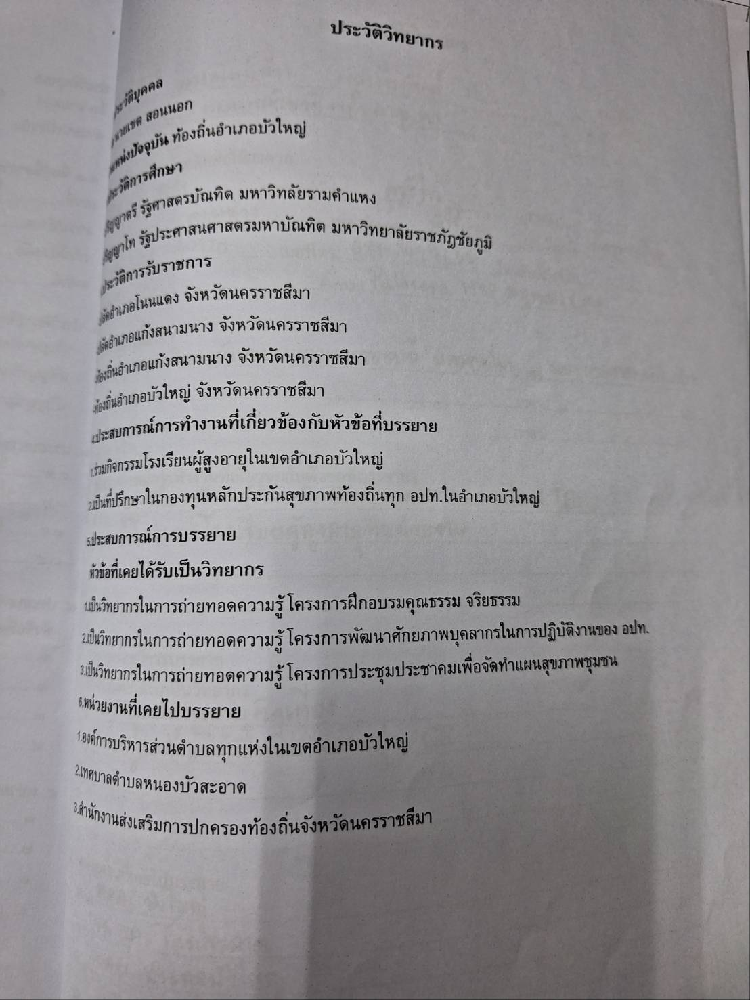 ประวัติวิทยากร
ประวัติบุคคล
นายเขต สอนนอก
ตำแหน่งปัจจุบัน ท้องถิ่นอำเภอบัวใหญ่
ประวัติการศึกษา
ปริญญาตรี รัฐศาสตรบัณทิต มหาวิทลัยรามคำแหง
ปริญญาโท รัฐประศาสนศาสตรมหาบัณทิต มหาวิทยาลัยราชภัฎชัยภูมิ
ประวัติการรับราชการ
ปลัดอำเภอโนนแดง จังหวัดนครราชสีมา
ปลัดอำเภอแก้งสนามนาง จังหวัดนครราชสีมา
ท้องถิ่นอำเภอแก้งสนามนาง จังหวัดนครราชสีมา
ท้องถิ่นอำเภอบัวใหญ่ จังหวัดนครราชสีมา
4.ประสบการณ์การทำงานที่เกี่ยวข้องกับหัวข้อที่บรรยาย
1.ร่วมกิจกรรมโรงเรียนผู้สูงอายุในเขตอำเภอบัวใหญ่
2.เป็นที่ปรึกษาในกองทุนหลักประกันสุขภาพท้องถิ่นทุก อปท.ในอำเภอบัวใหญ่
5.ประสบการณ์การบรรยาย
หัวข้อที่เคยได้รับเป็นวิทยากร
1.เป็นวิทยากรในการถ่ายทอดความรู้ โครงการฝึกอบรมคุณธรรม จริยธรรม
2.เป็นวิทยากรในการถ่ายทอดความรู้ โครงการพัฒนาศักยภาพบุคลากรในการปฏิบัติงานของ อปท.
3.เป็นวิทยากรในการถ่ายทอดความรู้ โครงการประชุมประชาคมเพื่อจัดทำแผนสุขภาพชุมชน
6.หน่วยงานที่เคยไปบรรยาย
1.องค์การบริหารส่วนตำบลทุกแห่งในเขตอำเภอบัวใหญ่
2.เทศบาลตำบลหนองบัวสะอาด
3.สำนักงานส่งเสริมการปกครองท้องถิ่นจังหวัดนครราชสีมา